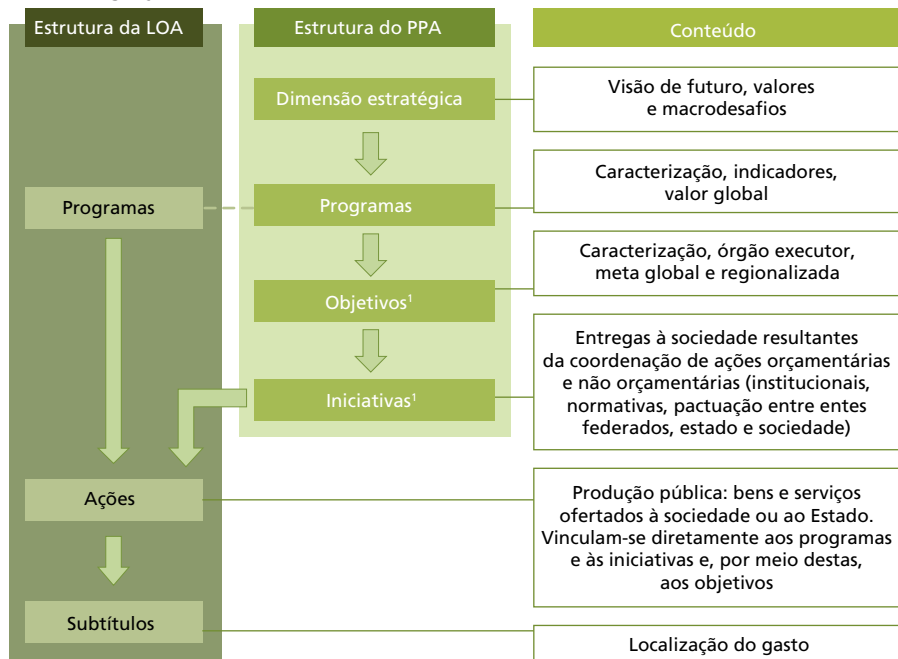 Estrutura da LOA
Estrutura do PPA
Conteúdo
Dimensão estratégica
Visão de futuro, valores
e macrodesafios
Programas
Programas
Caracterização, indicadores,
valor global
Objetivos¹
Caracterização, órgão executor,
meta global e regionalizada
Iniciativas¹
Entregas à sociedade resultantes
da coordenação de ações orçamentárias
e não orçamentárias (institucionais,
normativas, pactuação entre entes
federados, estado e sociedade)
Ações
Produção pública: bens e serviços
ofertados à sociedade ou ao Estado.
Vinculam-se diretamente aos programas
e às iniciativas e, por meio destas,
aos objetivos
Subtítulos
Localização do gasto